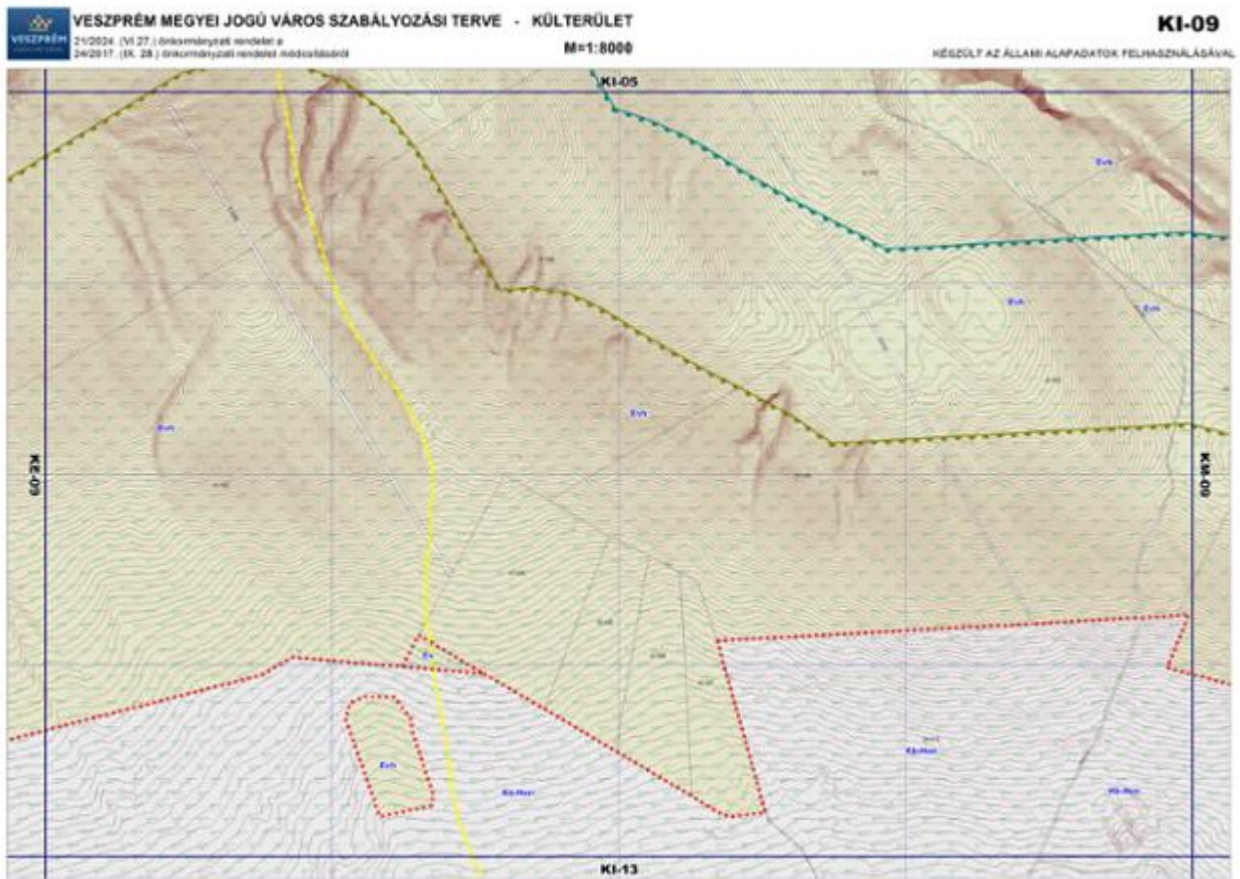 VESZPRÉM
VESZPRÉM MEGYEI JOGÚ VÁROS SZABÁLYOZÁSI TERVE - KÜLTERÜLET
21/2024. (VI 27.) önkormányzati rendelet a
24/2017. (IX. 28.) önkormányzati rendelet módosításáról
M=1:8000
KI-09
KÉSZÜLT AZ ÁLLAMI ALAPADATOK FELHASZNÁLÁSÁVAL
KI-05
Evh
Evh
Evh
Evh
Evh
KE-09
KM-09
Ev
Kb-Hon
Evh
Kb-Hon
Kb-Hon
KI-13